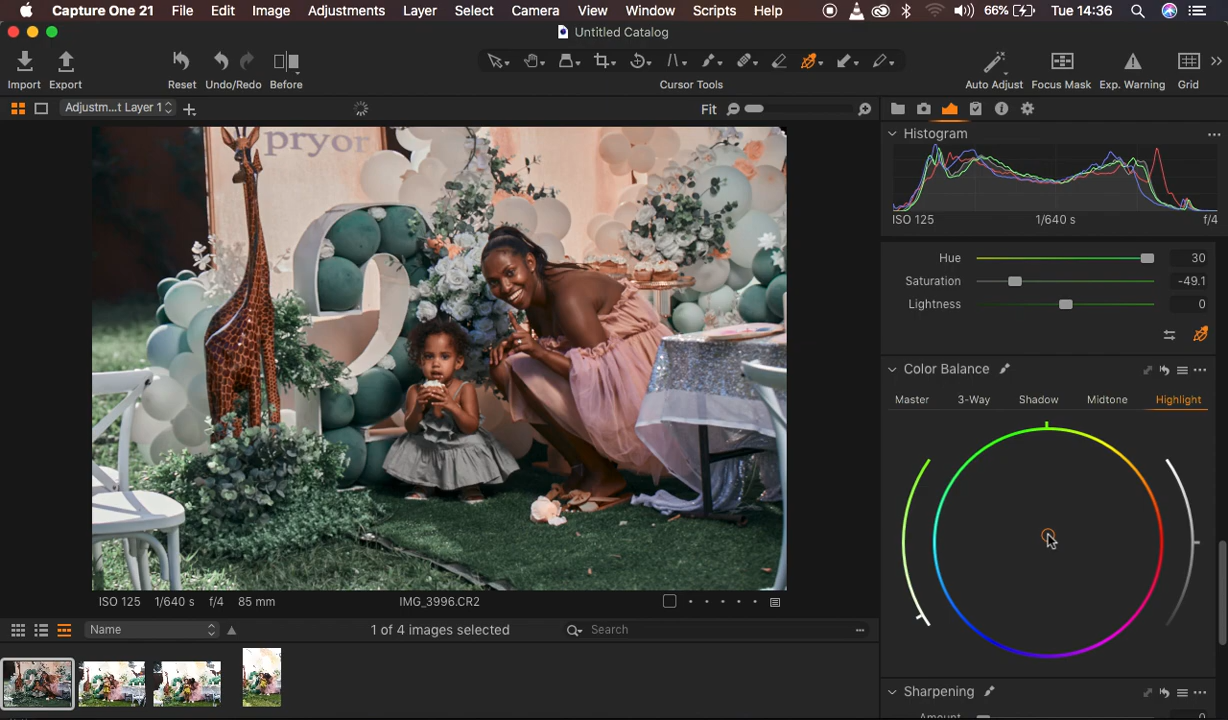 Capture One 21 File Edit Image Adjustments Layer Select Camera View Window Scripts Help 66% Tue 14:36
Untitled Catalog
Import Export Reset Undo/Redo Before Cursor Tools Auto Adjust Focus Mask Exp. Warning Grid
Adjustm...t Layer 1 Fit
pryor
Histogram
ISO 125 1/640 s f/4
Hue 30
Saturation -49.1
Lightness 0
Color Balance
Master 3-Way Shadow Midtone Highlight
ISO 125 1/640 s f/4 85 mm IMG_3996.CR2
Name 1 of 4 images selected Search
Sharpening
Amount 0